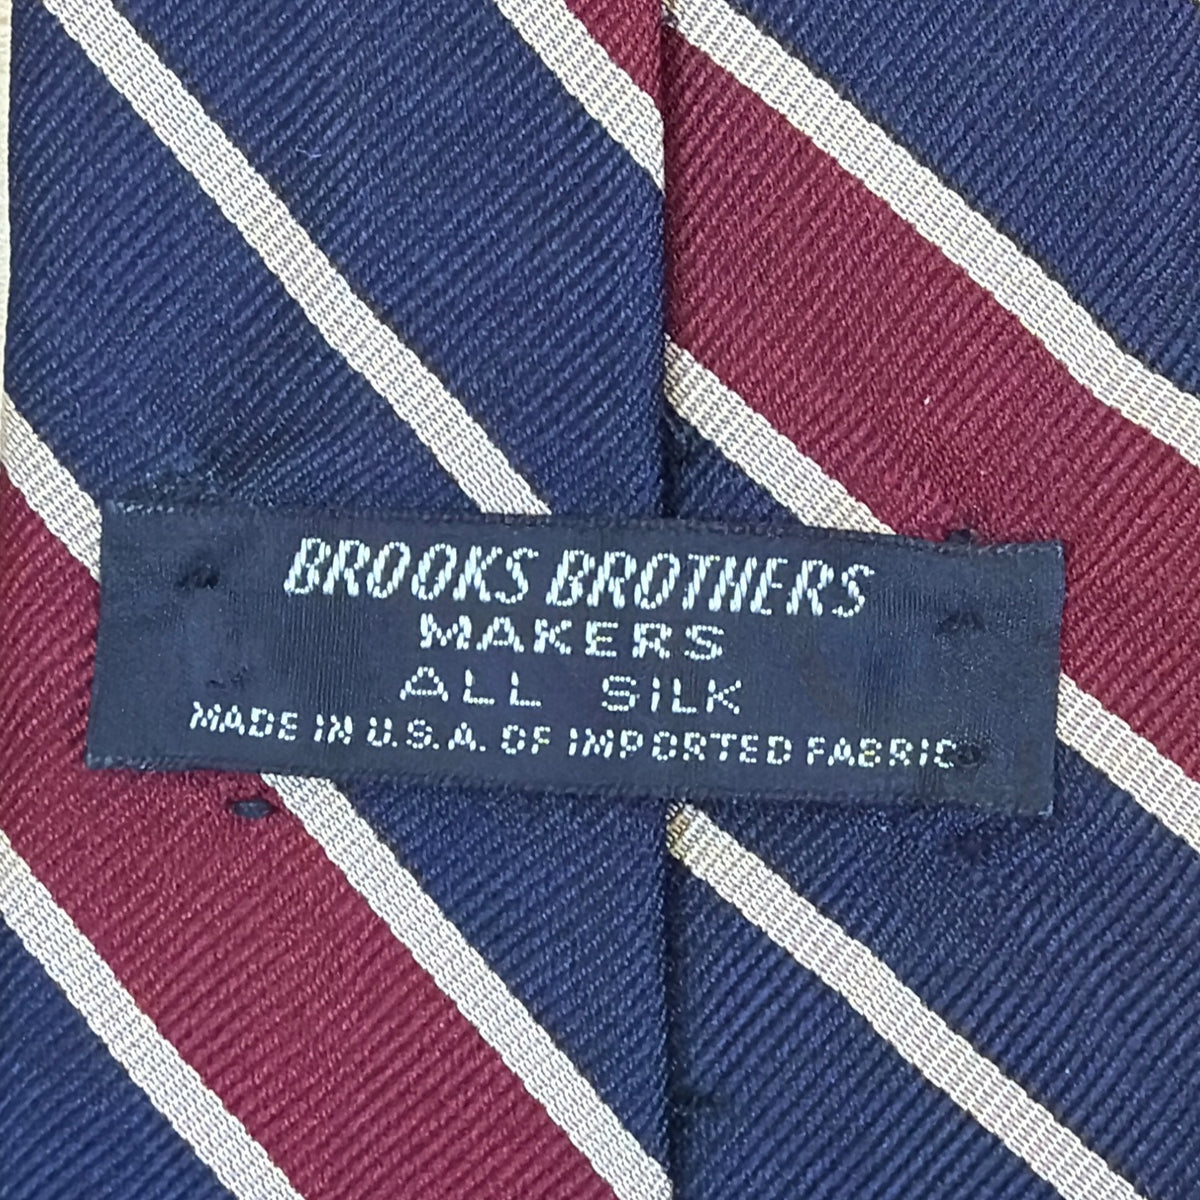 BROOKS BROTHERS
MAKERS
ALL SILK
MADE IN U.S.A. OF IMPORTED FABRIC